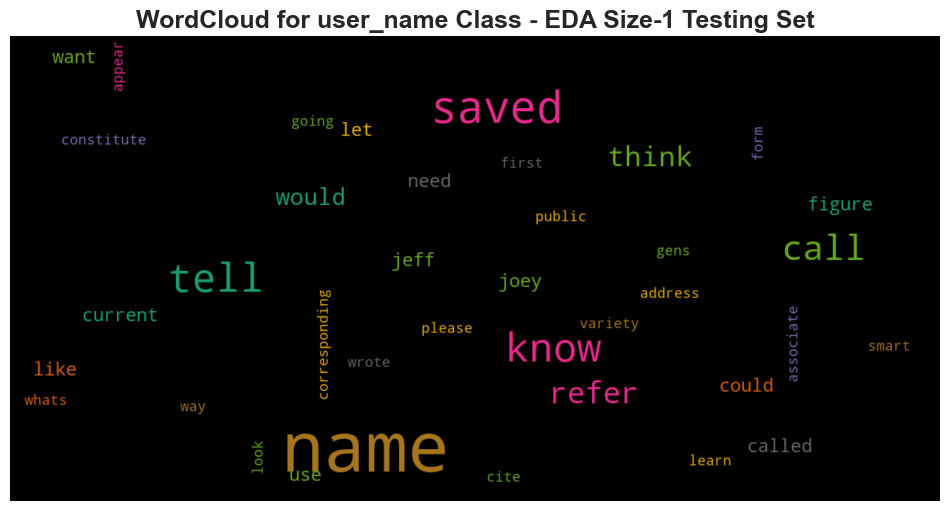 WordCloud for user_name Class - EDA Size-1 Testing Set
want
appear
saved
going
let
constitute
form
think
first
need
would
figure
public
call
gens
jeff
tell
joey
address
current
corresponding
please
variety
associate
know
smart
wrote
like
refer
could
whats
way
name
called
look
learn
use
cite